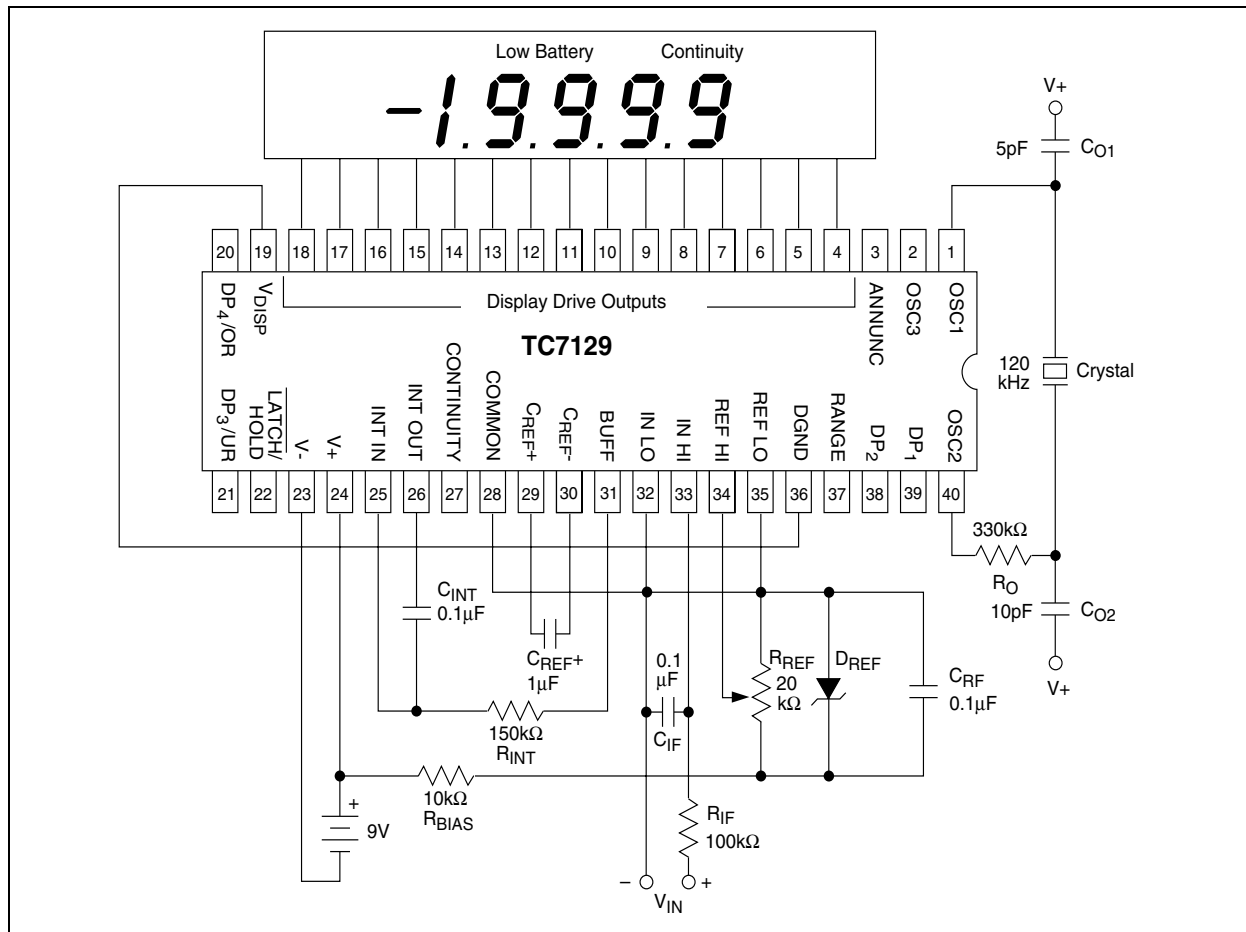 Low Battery Continuity
-1.9.9.9.9
V+
5pF CO1
20 19 18 17 16 15 14 13 12 11 10 9 8 7 6 5 4 3 2 1
DP4/OR VDISP Display Drive Outputs ANNUNC OSC3 OSC1
TC7129
120 kHz Crystal
DP3/UR LATCH/HOLD V- V+ INT IN INT OUT CONTINUITY COMMON CREF+ CREF- BUFF IN LO IN HI REF HI REF LO DGND RANGE DP2 DP1 OSC2
21 22 23 24 25 26 27 28 29 30 31 32 33 34 35 36 37 38 39 40
330kΩ
RO
10pF CO2
V+
CINT
0.1µF
CREF+
1µF
0.1
µF
CIF
RREF
20
kΩ
DREF
CRF
0.1µF
150kΩ
RINT
10kΩ
RBIAS
+
9V
RIF
100kΩ
– VIN +